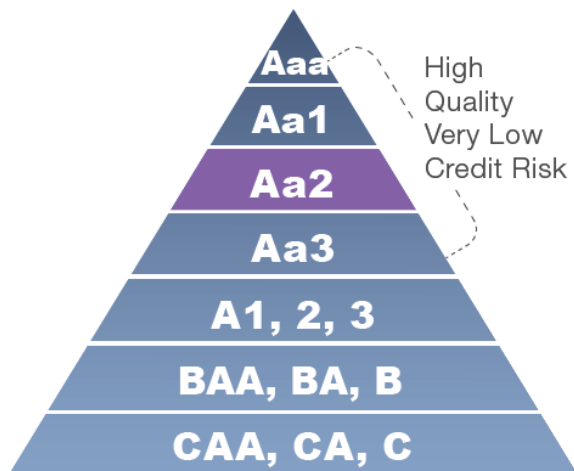 Aaa
High
Quality
Very Low
Credit Risk
Aa1
Aa2
Aa3
A1, 2, 3
BAA, BA, B
CAA, CA, C